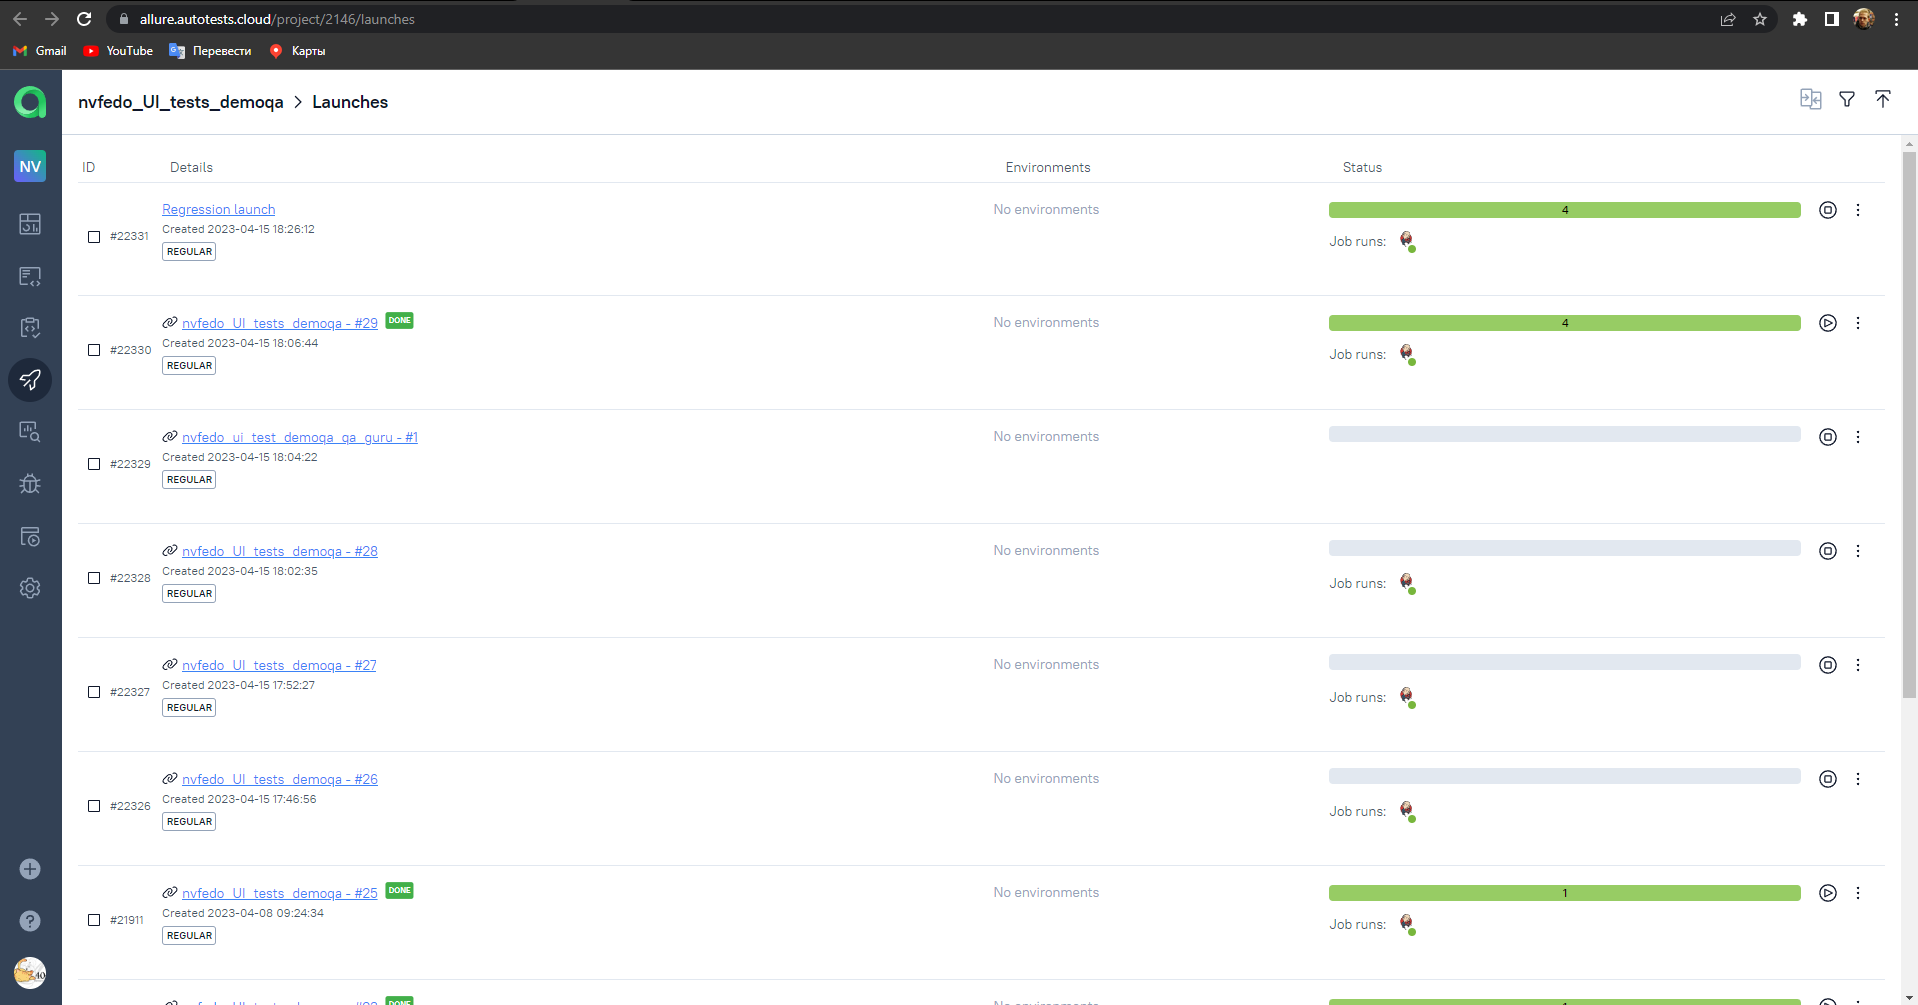 allure.autotests.cloud/project/2146/launches
Gmail YouTube Перевести Карты
nvfedo_UI_tests_demoqa > Launches
NV
ID Details Environments Status
Regression launch No environments 4
#22331 Created 2023-04-15 18:26:12 Job runs:
REGULAR
nvfedo_UI_tests_demoqa - #29 DONE No environments 4
#22330 Created 2023-04-15 18:06:44 Job runs:
REGULAR
nvfedo_ui_test_demoqa_qa_guru - #1 No environments
#22329 Created 2023-04-15 18:04:22
REGULAR
nvfedo_UI_tests_demoqa - #28 No environments
#22328 Created 2023-04-15 18:02:35 Job runs:
REGULAR
nvfedo_UI_tests_demoqa - #27 No environments
#22327 Created 2023-04-15 17:52:27 Job runs:
REGULAR
nvfedo_UI_tests_demoqa - #26 No environments
#22326 Created 2023-04-15 17:46:56 Job runs:
REGULAR
nvfedo_UI_tests_demoqa - #25 DONE No environments 1
#21911 Created 2023-04-08 09:24:34 Job runs:
REGULAR
DONE No environments